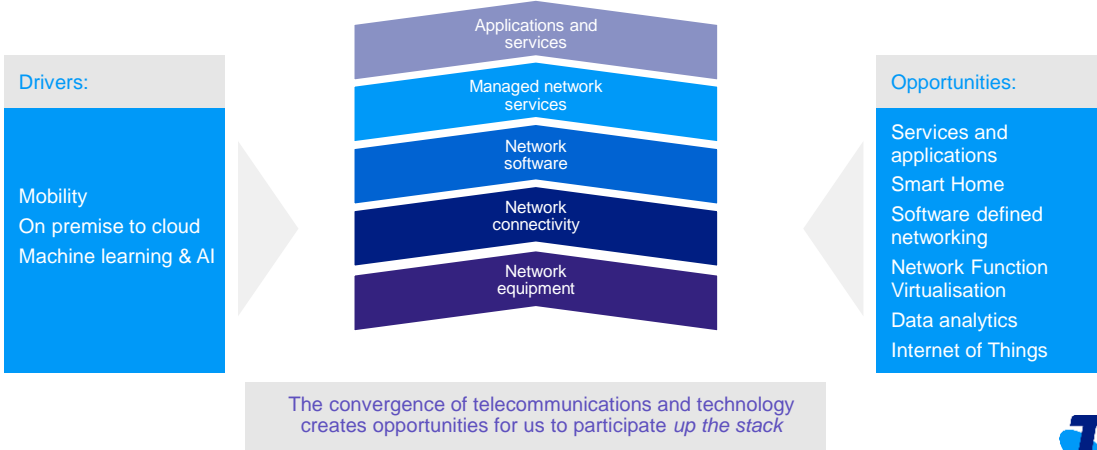 Drivers:
Mobility
On premise to cloud
Machine learning & AI
Applications and
services
Managed network
services
Network
software
Network
connectivity
Network
equipment
Opportunities:
Services and
applications
Smart Home
Software defined
networking
Network Function
Virtualisation
Data analytics
Internet of Things
The convergence of telecommunications and technology
creates opportunities for us to participate up the stack